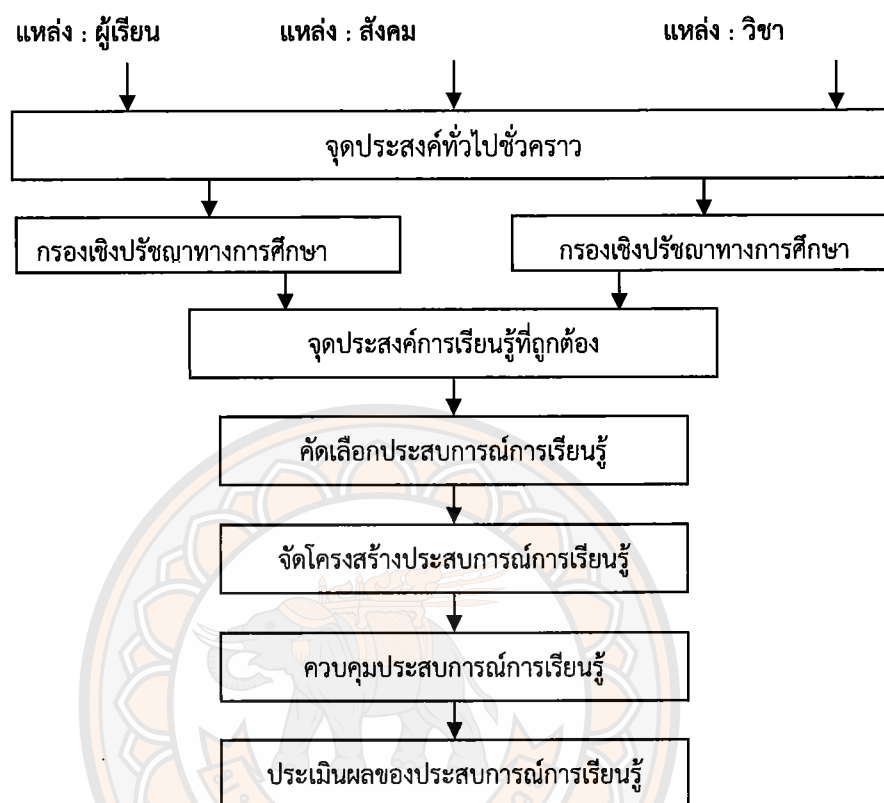 แหล่ง : ผู้เรียน แหล่ง : สังคม แหล่ง : วิชา
จุดประสงค์ทั่วไปชั่วคราว
กรองเชิงปรัชญาทางการศึกษา กรองเชิงปรัชญาทางการศึกษา
จุดประสงค์การเรียนรู้ที่ถูกต้อง
คัดเลือกประสบการณ์การเรียนรู้
จัดโครงสร้างประสบการณ์การเรียนรู้
ควบคุมประสบการณ์การเรียนรู้
ประเมินผลของประสบการณ์การเรียนรู้